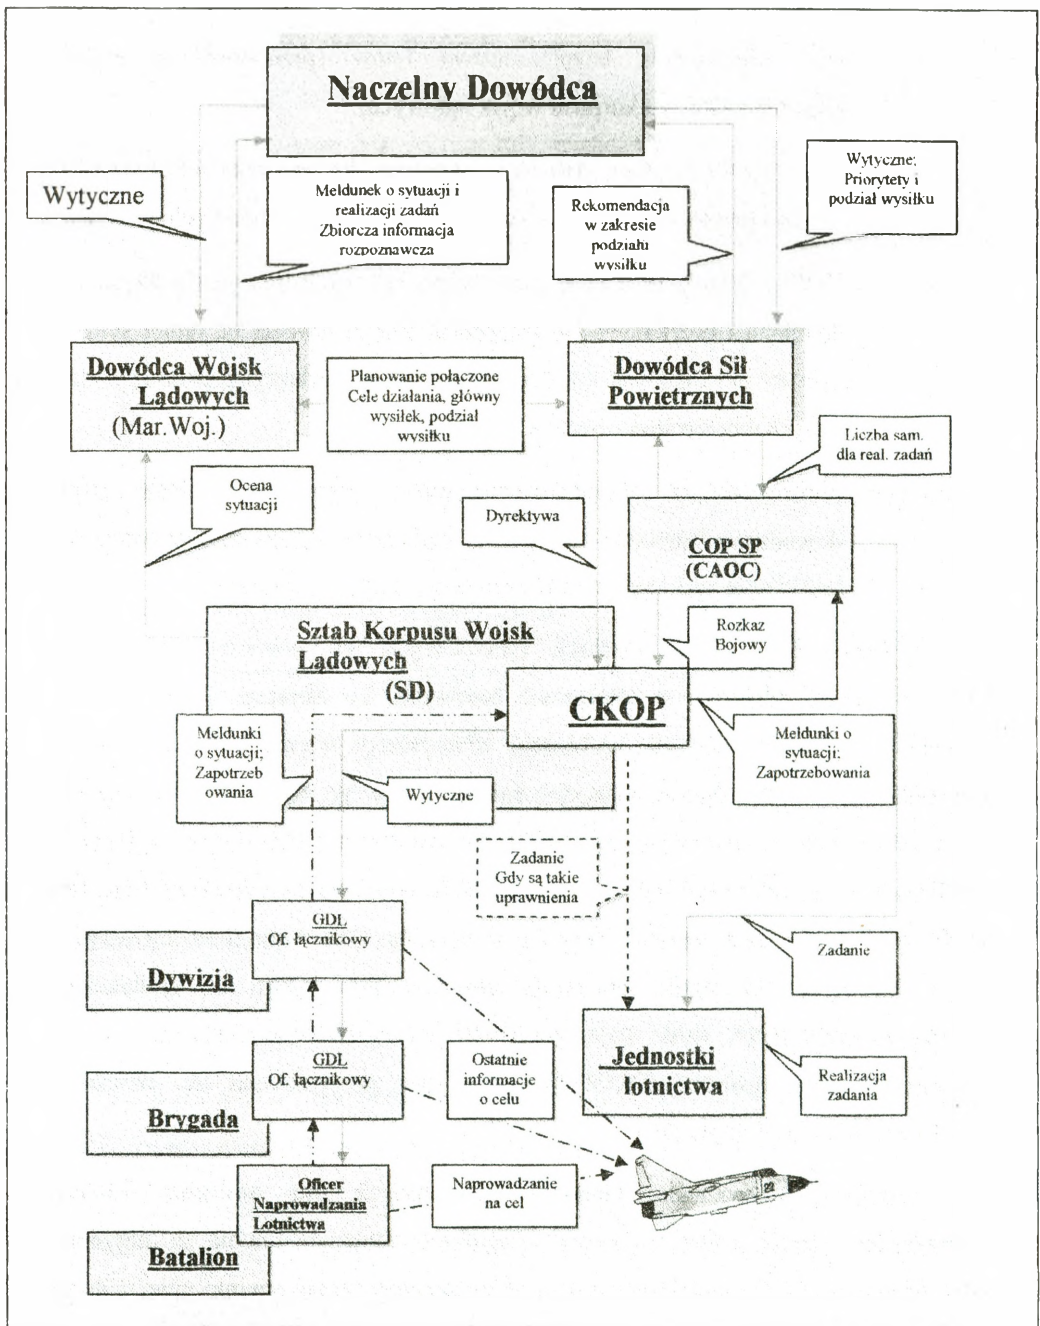 Naczelny Dowódca
Wytyczne
Meldunek o sytuacji i
realizacji zadań
Zbiorcza informacja
rozpoznawcza
Rekomendacja
w zakresie
podziału
wysiłku
Wytyczne;
Priorytety i
podział wysiłku
Dowódca Wojsk
Lądowych
(Mar.Woj.)
Planowanie połączone
Cele działania, główny
wysiłek, podział
wysiłku
Dowódca Sił
Powietrznych
Liczba sam.
dla real. zadań
Ocena
sytuacji
Dyrektywa
COP SP
(CAOC)
Sztab Korpusu Wojsk
Lądowych
(SD)
Rozkaz
Bojowy
CKOP
Meldunki
o sytuacji;
Zapotrzeb
owania
Wytyczne
Meldunki o
sytuacji;
Zapotrzebowania
Zadanie
Gdy są takie
uprawnienia
GDL
Of. łącznikowy
Dywizja
Zadanie
GDL
Of. łącznikowy
Brygada
Ostatnie
informacje
o celu
Jednostki
lotnictwa
Realizacja
zadania
Oficer
Naprowadzania
Lotnictwa
Naprowadzanie
na cel
Batalion